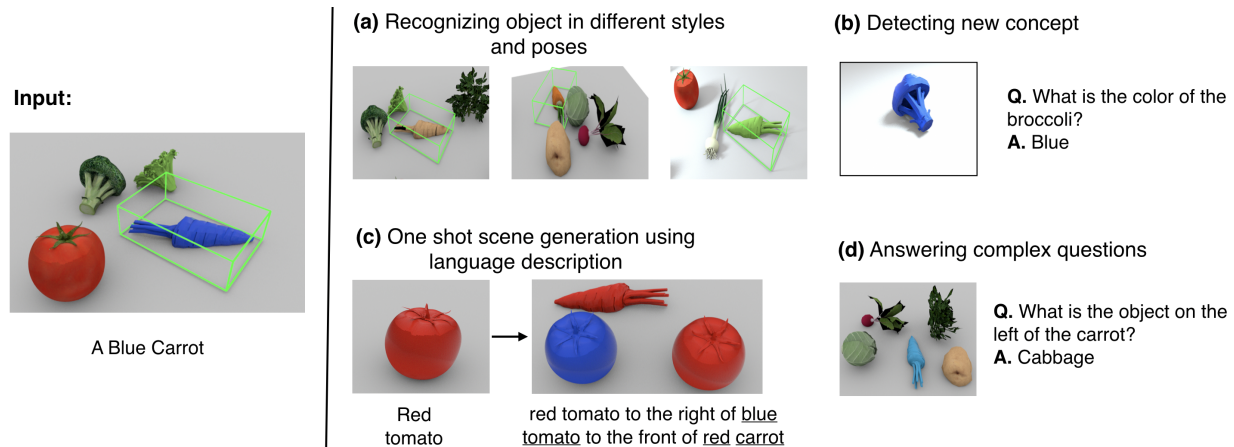 Input:
A Blue Carrot
(a) Recognizing object in different styles
and poses
(b) Detecting new concept
Q. What is the color of the
broccoli?
A. Blue
(c) One shot scene generation using
language description
Red
tomato
red tomato to the right of blue
tomato to the front of red carrot
(d) Answering complex questions
Q. What is the object on the
left of the carrot?
A. Cabbage